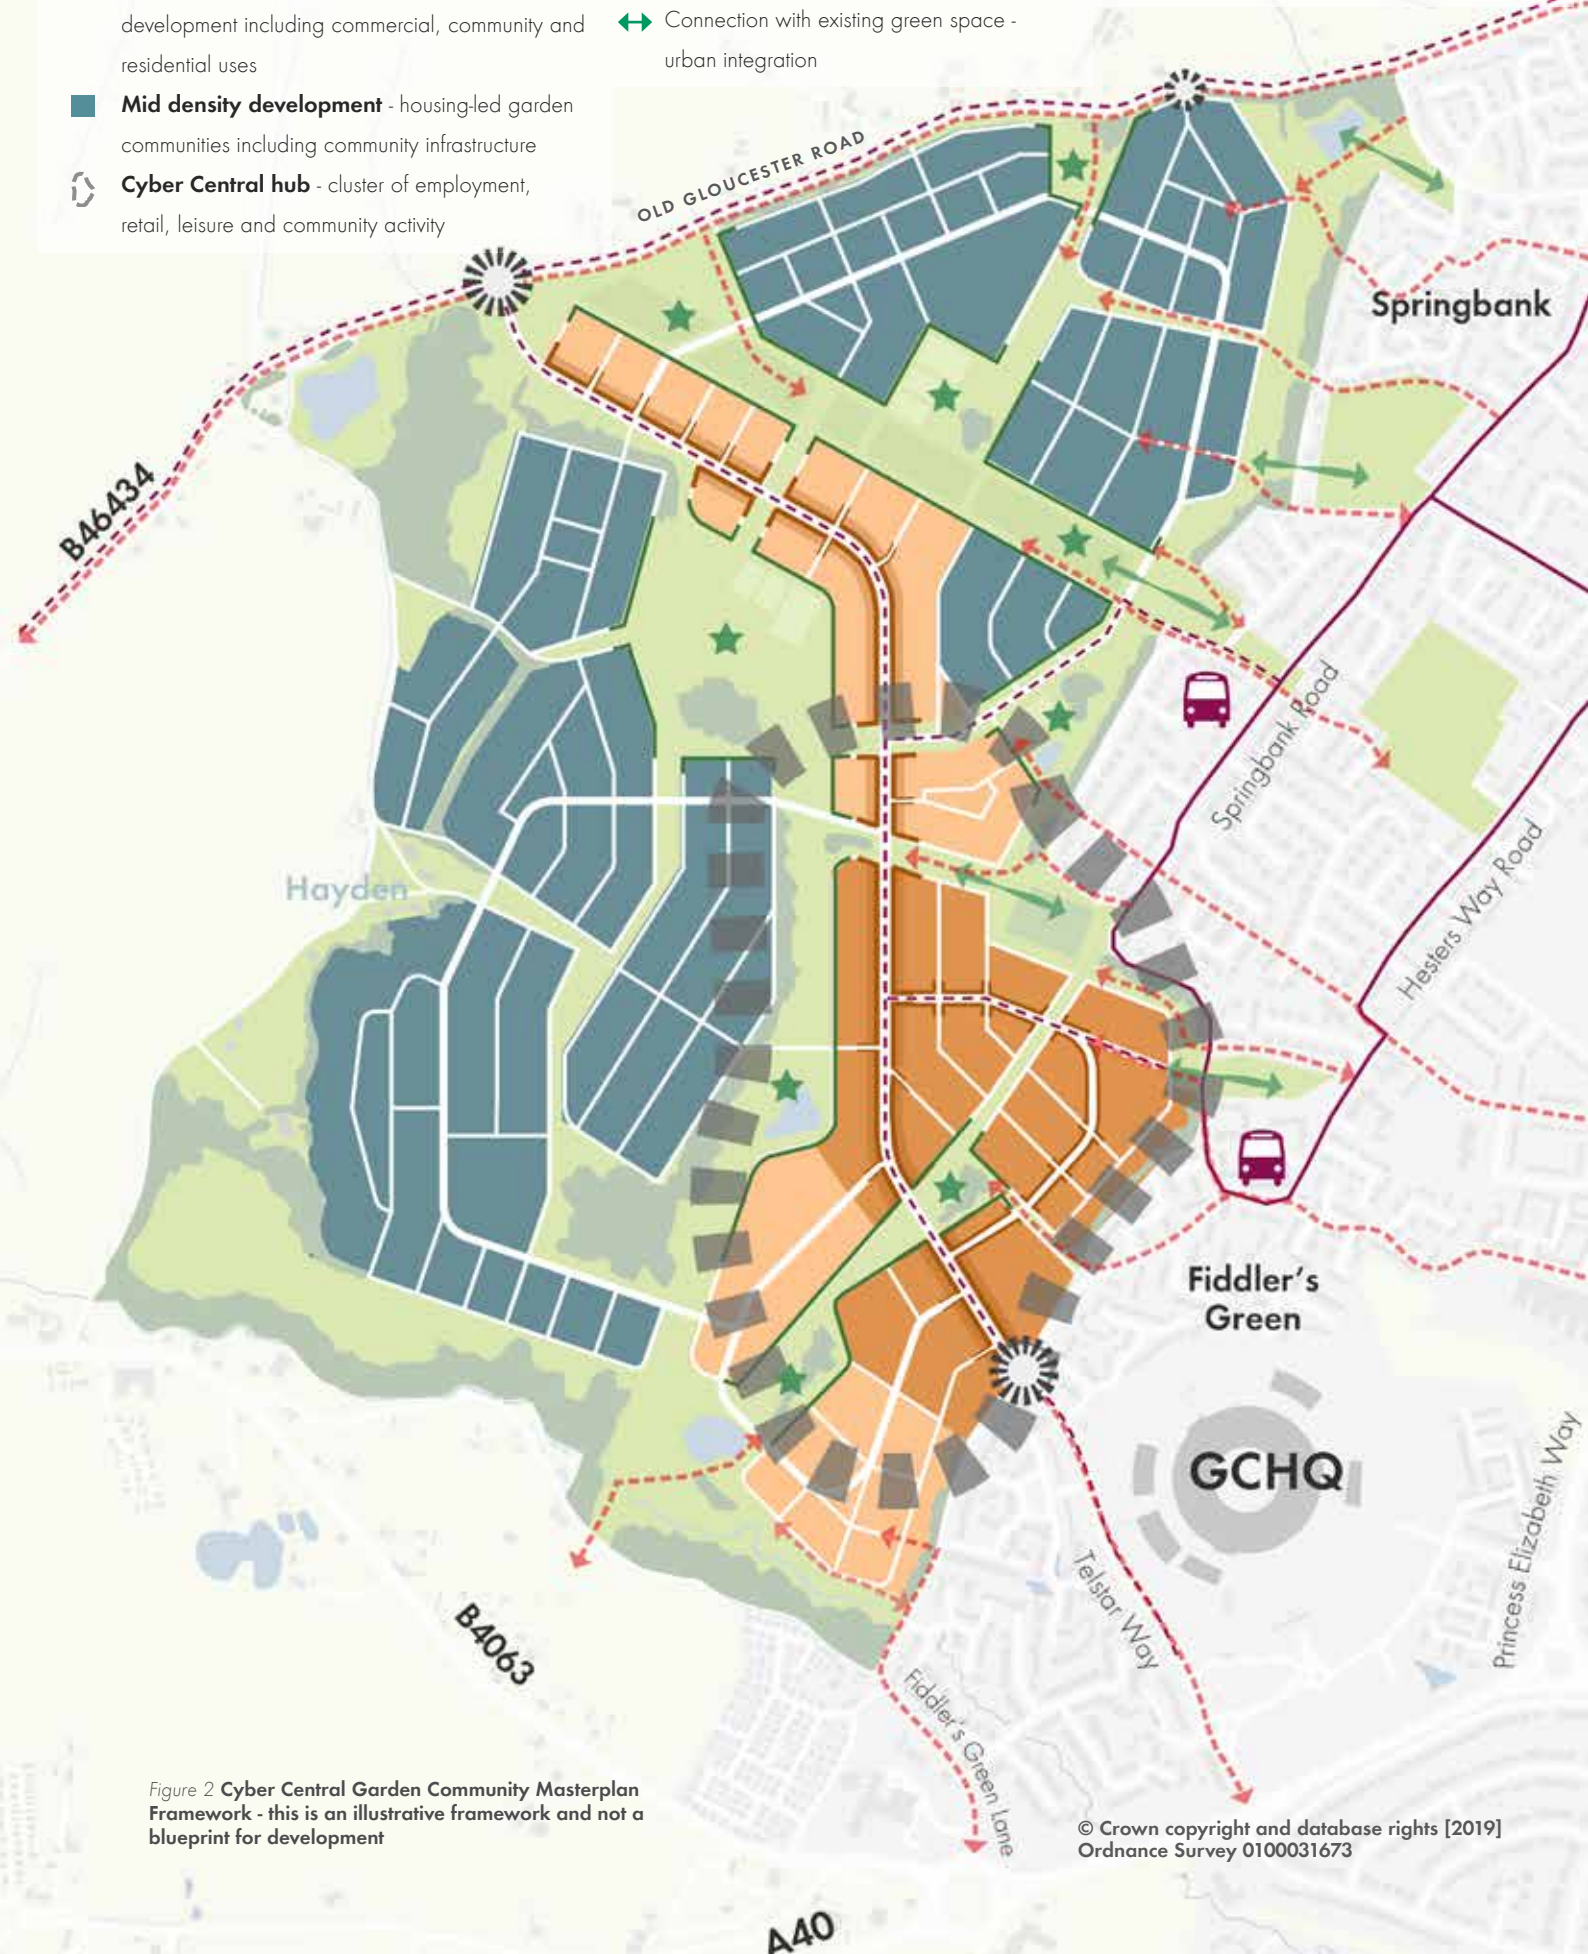 development including commercial, community and
residential uses
Mid density development - housing-led garden
communities including community infrastructure
Cyber Central hub - cluster of employment,
retail, leisure and community activity
Connection with existing green space -
urban integration
OLD GLOUCESTER ROAD
Springbank
B46434
Springbank Road
Hesters Way Road
Hayden
Fiddler's
Green
GCHQ
Princess Elizabeth Way
Telstar Way
B4063
Fiddler's Green Lane
Figure 2 Cyber Central Garden Community Masterplan
Framework - this is an illustrative framework and not a
blueprint for development
© Crown copyright and database rights [2019]
Ordnance Survey 0100031673
A40